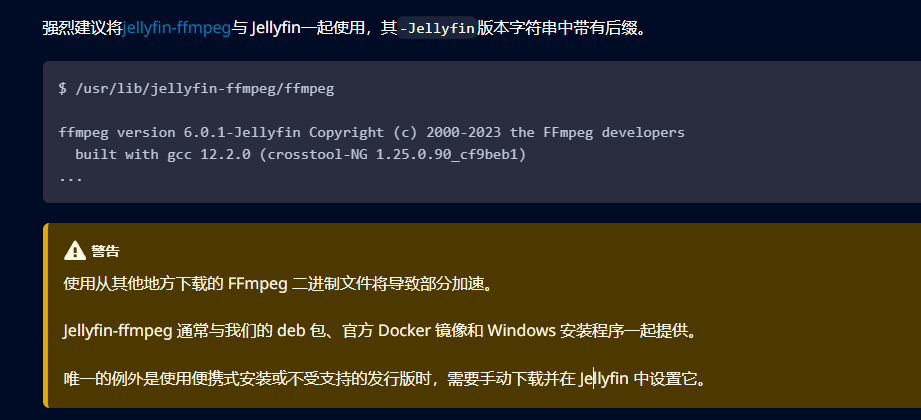 强烈建议将jellyfin-ffmpeg与 Jellyfin一起使用，其-Jellyfin版本字符串中带有后缀。
$ /usr/lib/jellyfin-ffmpeg/ffmpeg
ffmpeg version 6.0.1-Jellyfin Copyright (c) 2000-2023 the FFmpeg developers
  built with gcc 12.2.0 (crosstool-NG 1.25.0.90_cf9beb1)
...
警告
使用从其他地方下载的 FFmpeg 二进制文件将导致部分加速。
Jellyfin-ffmpeg 通常与我们的 deb 包、官方 Docker 镜像和 Windows 安装程序一起提供。
唯一的例外是使用便携式安装或不受支持的发行版时，需要手动下载并在 Jellyfin 中设置它。